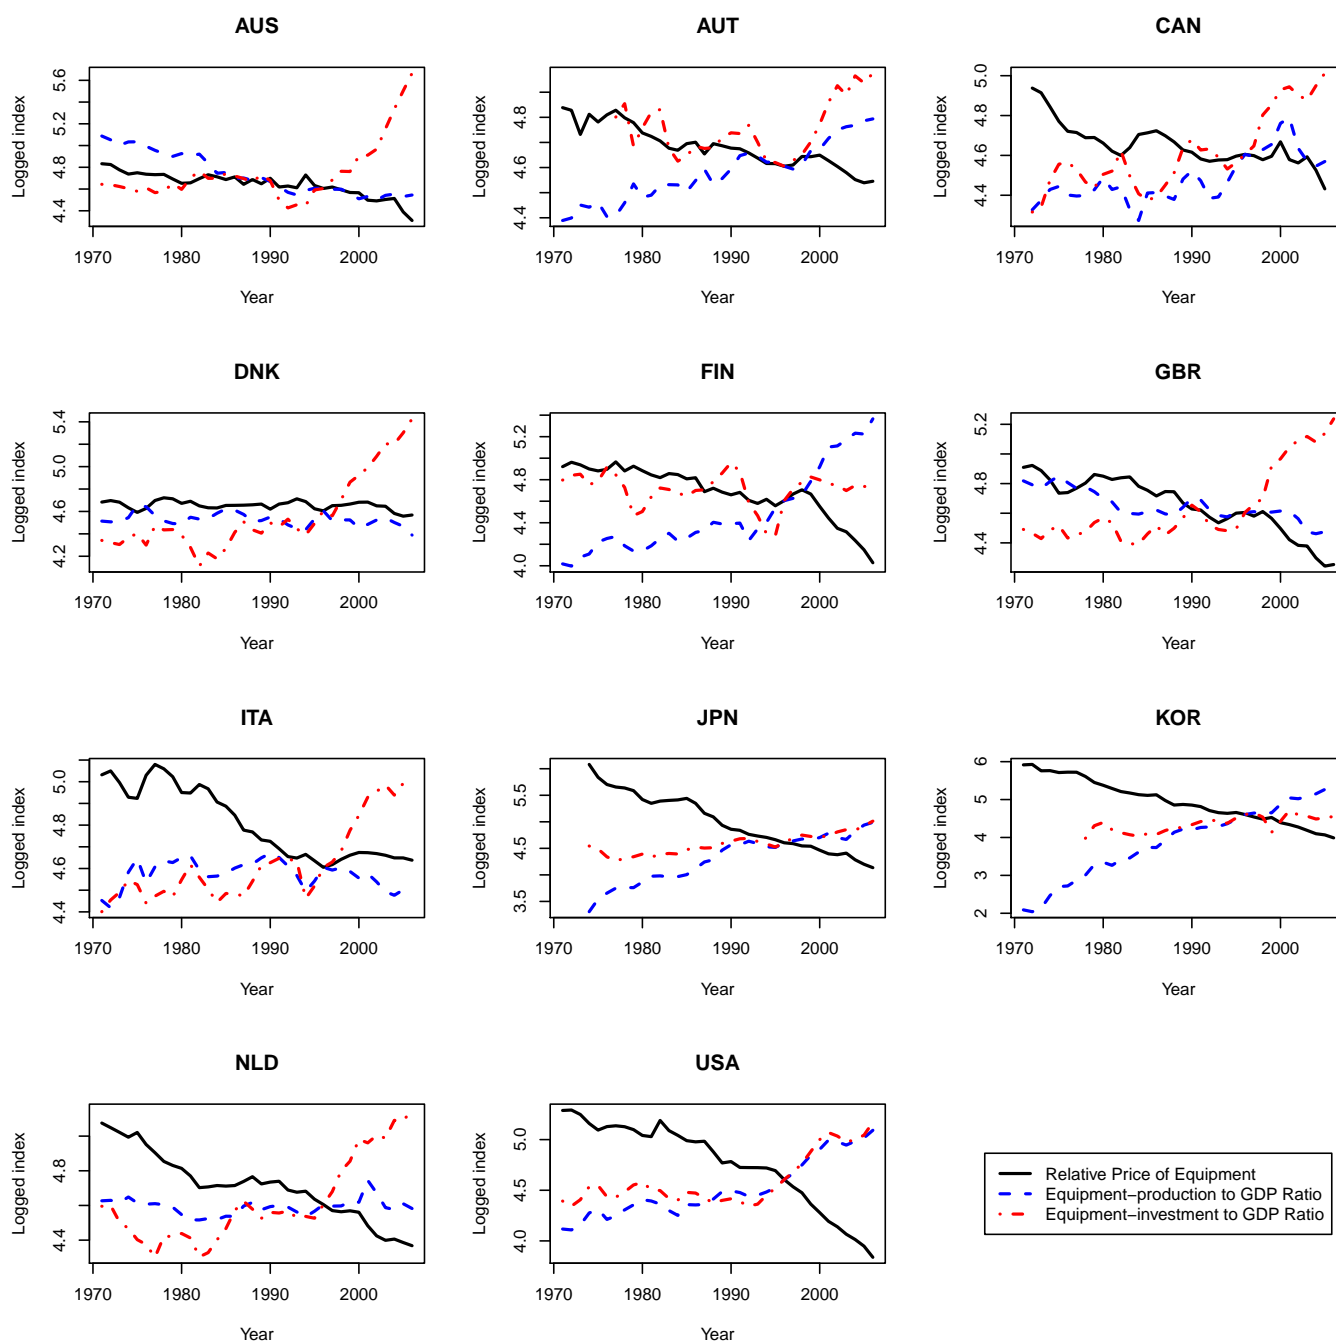 AUS
AUT
CAN
Logged index
4.4 4.8 5.2 5.6
1970 1980 1990 2000
Year
Logged index
4.4 4.6 4.8
1970 1980 1990 2000
Year
Logged index
4.4 4.6 4.8 5.0
1970 1980 1990 2000
Year
DNK
FIN
GBR
Logged index
4.2 4.6 5.0 5.4
1970 1980 1990 2000
Year
Logged index
4.0 4.4 4.8 5.2
1970 1980 1990 2000
Year
Logged index
4.4 4.8 5.2
1970 1980 1990 2000
Year
ITA
JPN
KOR
Logged index
4.4 4.6 4.8 5.0
1970 1980 1990 2000
Year
Logged index
3.5 4.5 5.5
1970 1980 1990 2000
Year
Logged index
2 3 4 5 6
1970 1980 1990 2000
Year
NLD
USA
Logged index
4.4 4.8
1970 1980 1990 2000
Year
Logged index
4.0 4.5 5.0
1970 1980 1990 2000
Year
Relative Price of Equipment
Equipment−production to GDP Ratio
Equipment−investment to GDP Ratio